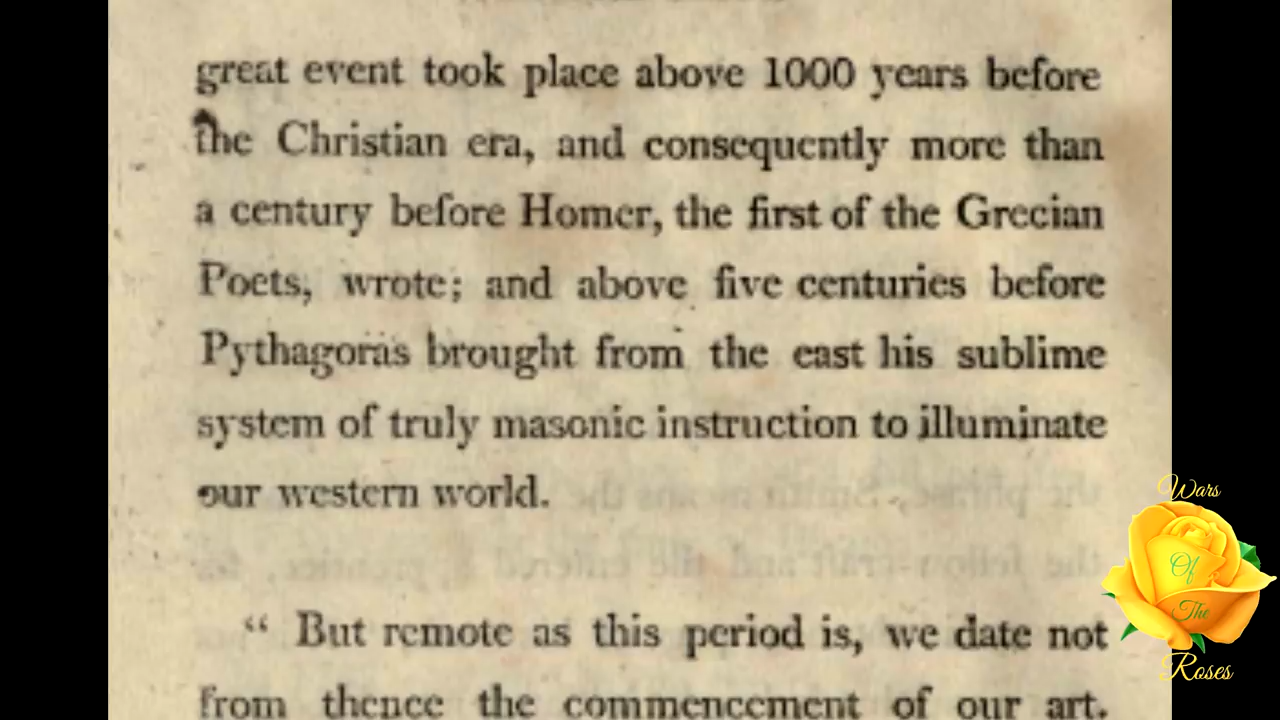 great event took place above 1000 years before
the Christian era, and consequently more than
a century before Homer, the first of the Grecian
Poets, wrote; and above five centuries before
Pythagoras brought from the east his sublime
system of truly masonic instruction to illuminate
our western world.
“ But remote as this period is, we date not
from thence the commencement of our art.
Wars
Of
The
Roses